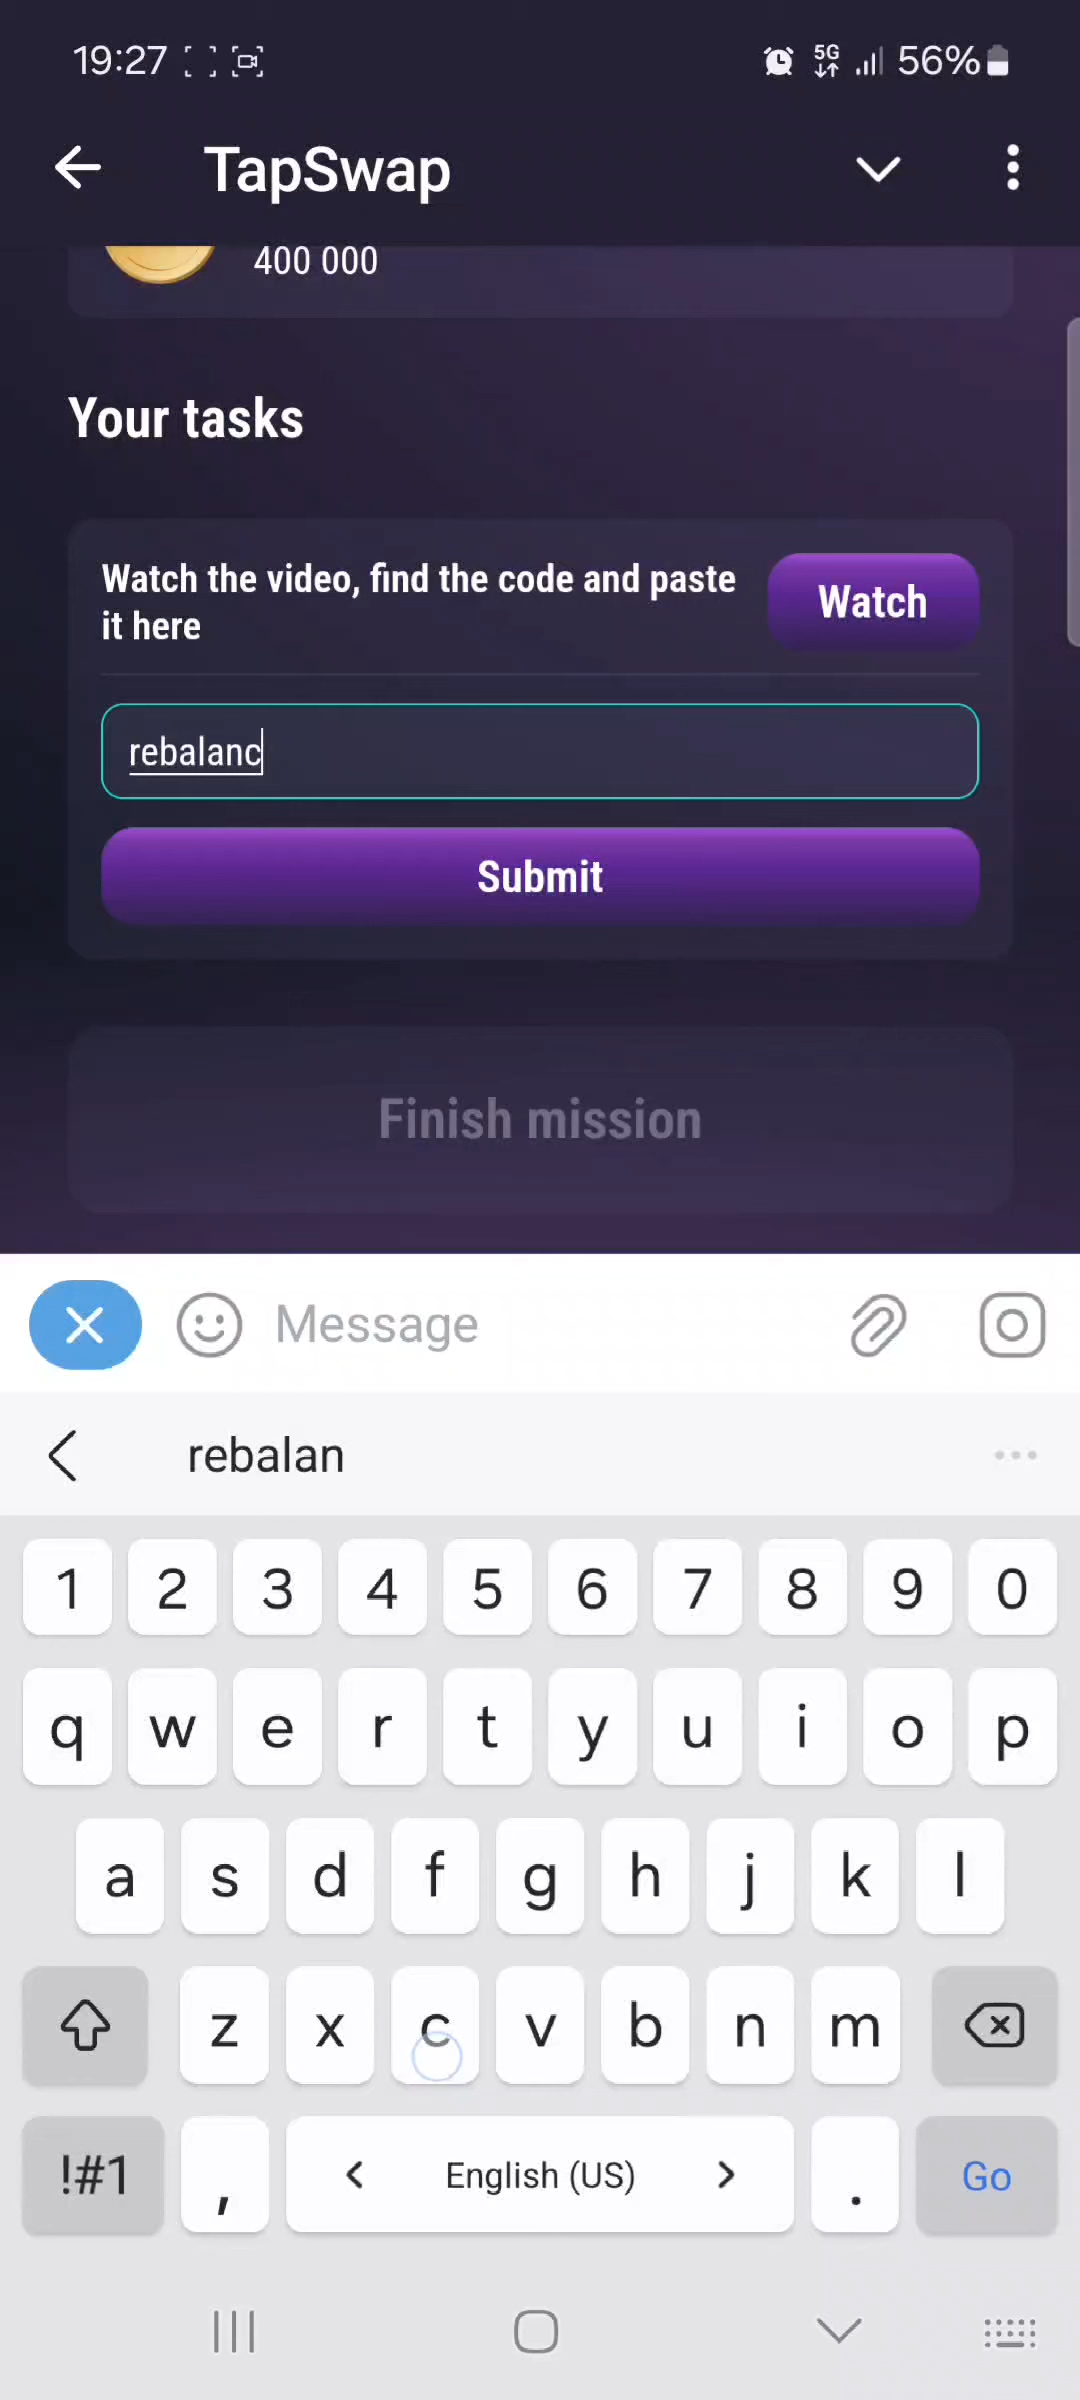 19:27
5G
56%
TapSwap
400 000
Your tasks
Watch the video, find the code and paste
it here
Watch
rebalanc
Submit
Finish mission
Message
rebalan
1 2 3 4 5 6 7 8 9 0
q w e r t y u i o p
a s d f g h j k l
z x c v b n m
!#1 , English (US) . Go